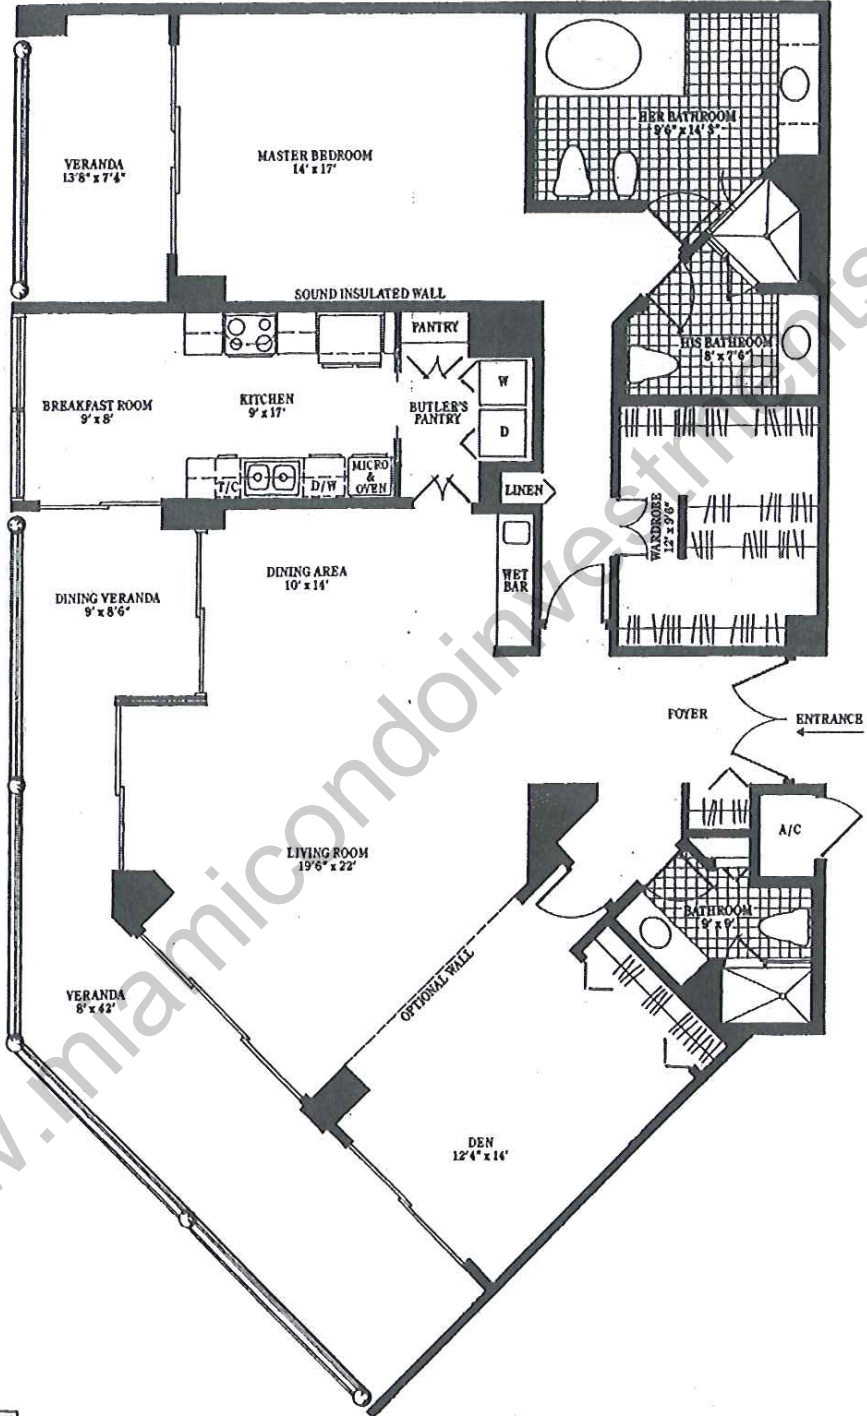 HER BATHROOM
9'6" x 14' 3"
MASTER BEDROOM
14' x 17'
VERANDA
13'8" x 7'4"
SOUND INSULATED WALL
PANTRY
HIS BATHROOM
8' x 7'6"
BREAKFAST ROOM
9' x 8'
KITCHEN
9' x 17'
BUTLER'S
PANTRY
W
D
T/C
D/W
MICRO
&
OVEN
LINEN
WARDROBE
12' x 9'6"
DINING AREA
10' x 14'
WET
BAR
DINING VERANDA
9' x 8'6"
FOYER
ENTRANCE
A/C
LIVING ROOM
19'6" x 22'
BATHROOM
9' x 9'
OPTIONAL WALL
VERANDA
8' x 42'
DEN
12'4" x 14'
.miamicondoinvestments